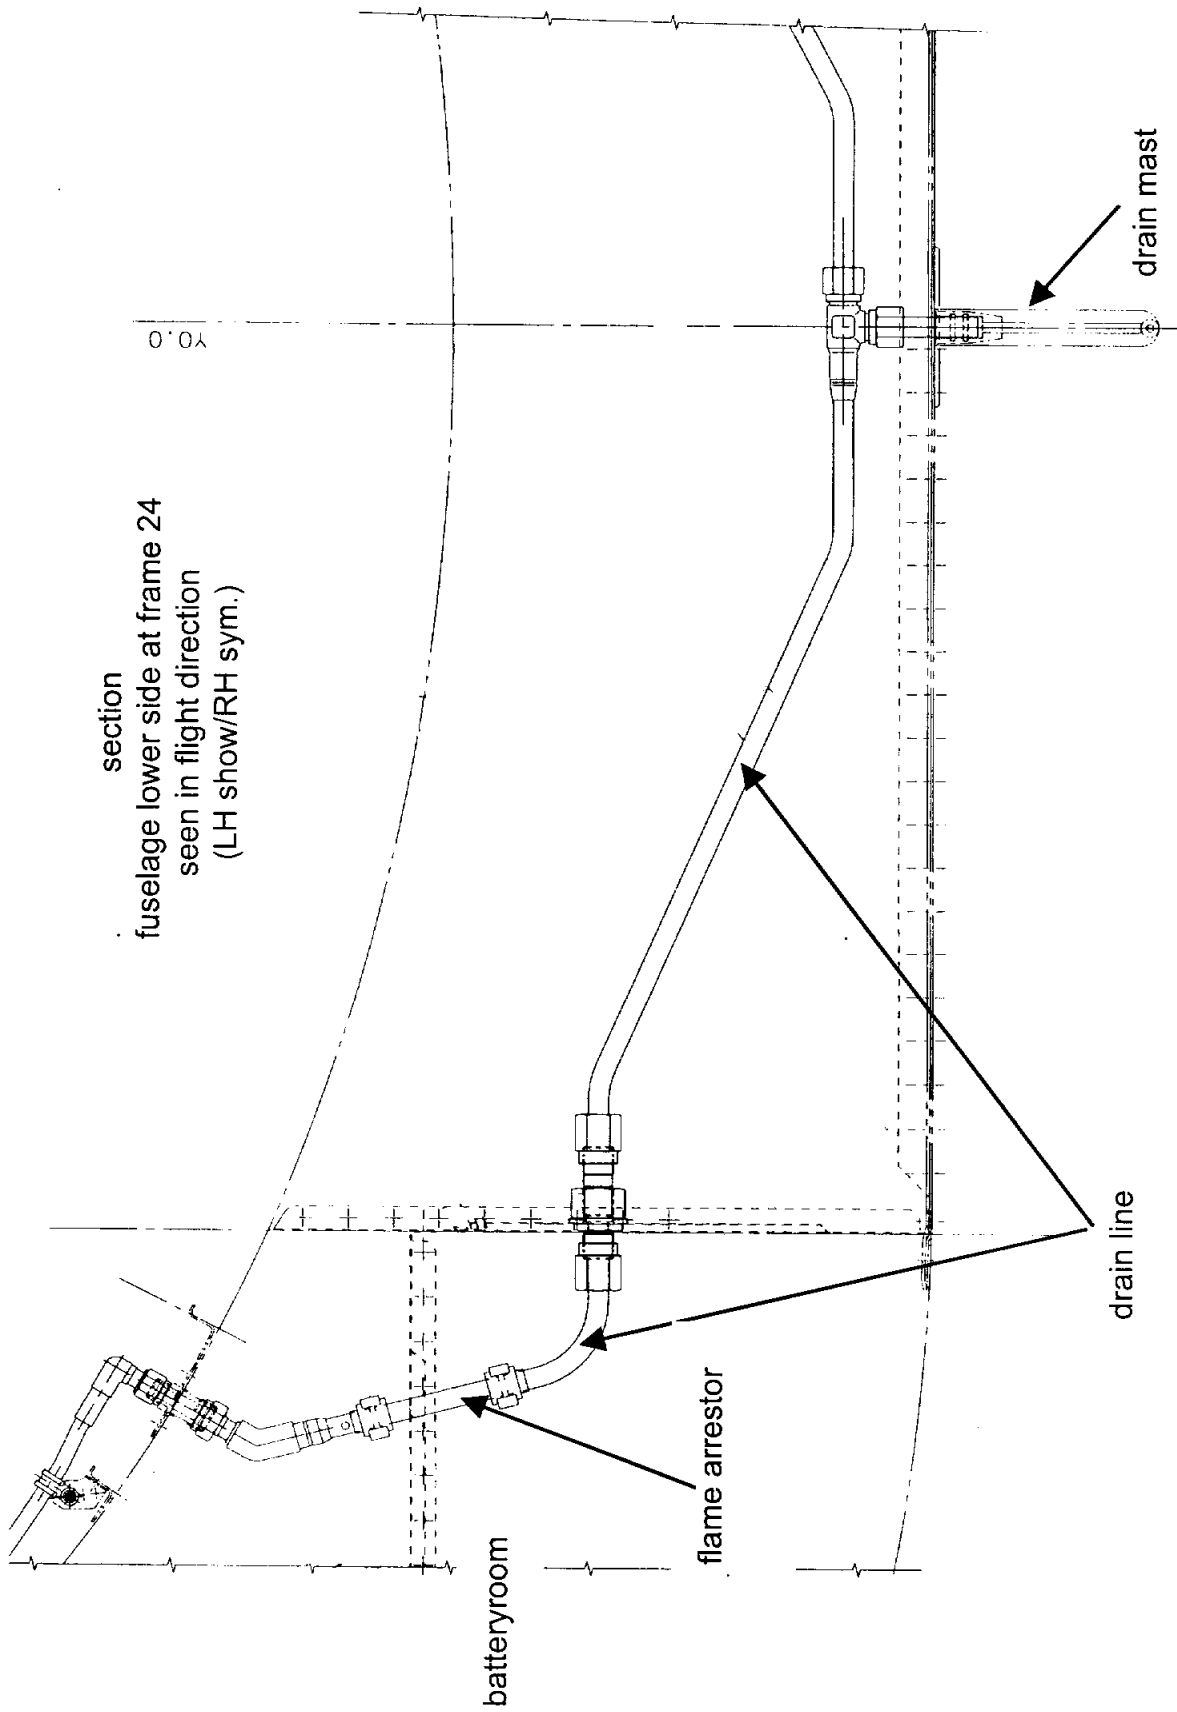 section
fuselage lower side at frame 24
seen in flight direction
(LH show/RH sym.)
Y0.0
drain mast
drain line
flame arrestor
batteryroom